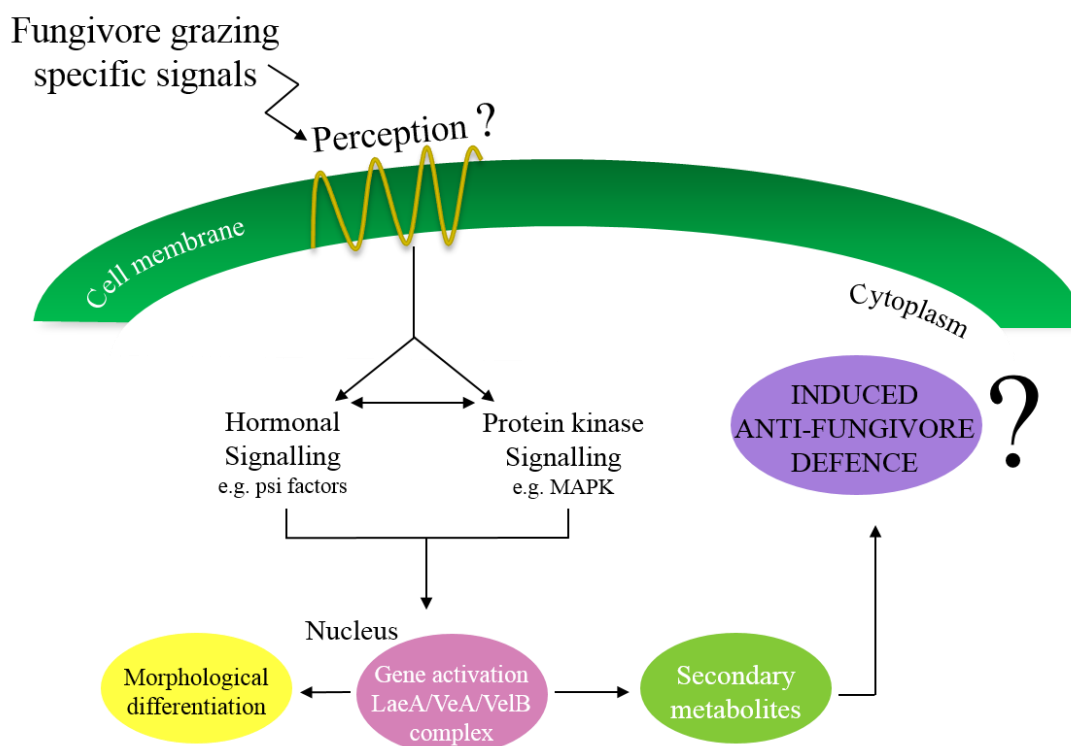 Fungivore grazing
specific signals
Perception ?
Cell membrane
Cytoplasm
Hormonal
Signalling
e.g. psi factors
Protein kinase
Signalling
e.g. MAPK
INDUCED
ANTI-FUNGIVORE
DEFENCE
?
Nucleus
Morphological
differentiation
Gene activation
LaeA/VeA/VelB
complex
Secondary
metabolites